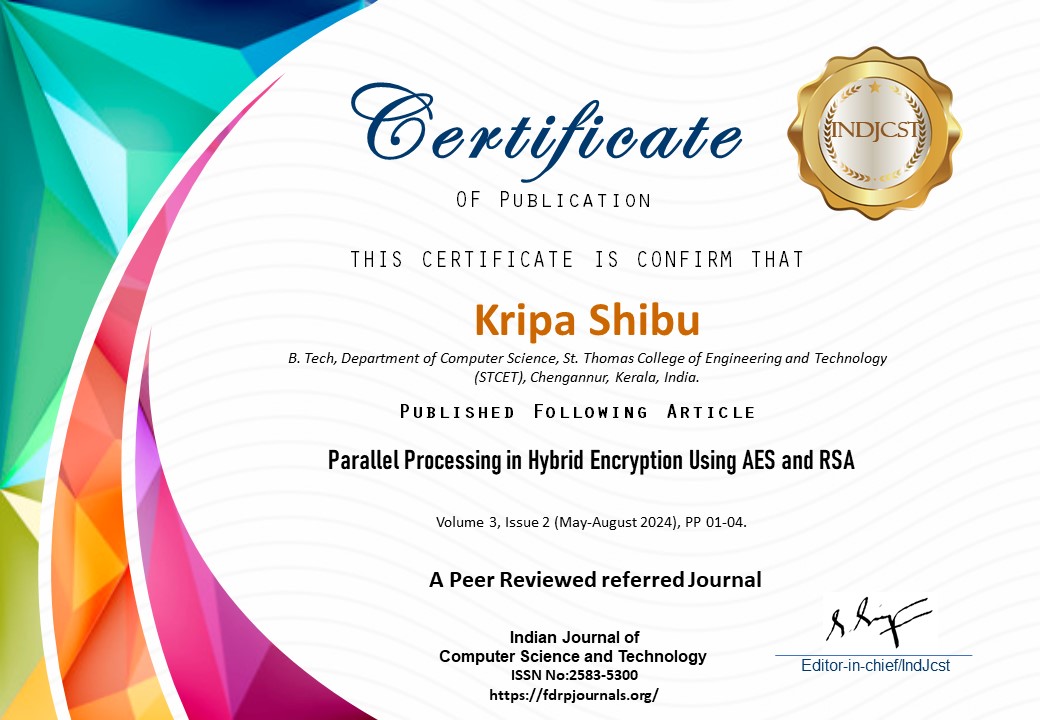 Certificate
OF PUBLICATION
INDJCST
THIS CERTIFICATE IS CONFIRM THAT
Kripa Shibu
B. Tech, Department of Computer Science, St. Thomas College of Engineering and Technology
(STCET), Chengannur, Kerala, India.
PUBLISHED FOLLOWING ARTICLE
Parallel Processing in Hybrid Encryption Using AES and RSA
Volume 3, Issue 2 (May-August 2024), PP 01-04.
A Peer Reviewed referred Journal
Indian Journal of
Computer Science and Technology
ISSN No:2583-5300
https://fdrpjournals.org/
Editor-in-chief/IndJcst